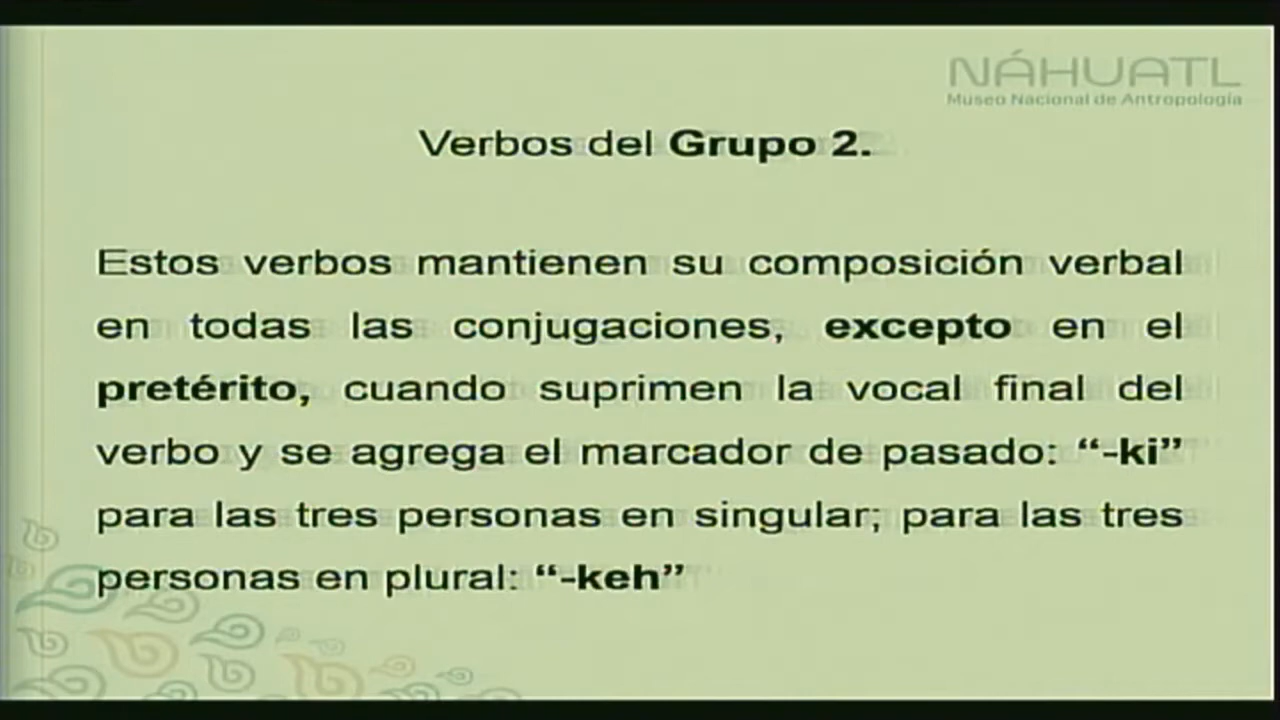 NÁHUATL
Museo Nacional de Antropología
Verbos del Grupo 2.
Estos verbos mantienen su composición verbal
en todas las conjugaciones, excepto en el
pretérito, cuando suprimen la vocal final del
verbo y se agrega el marcador de pasado: “-ki”
para las tres personas en singular; para las tres
personas en plural: “-keh”